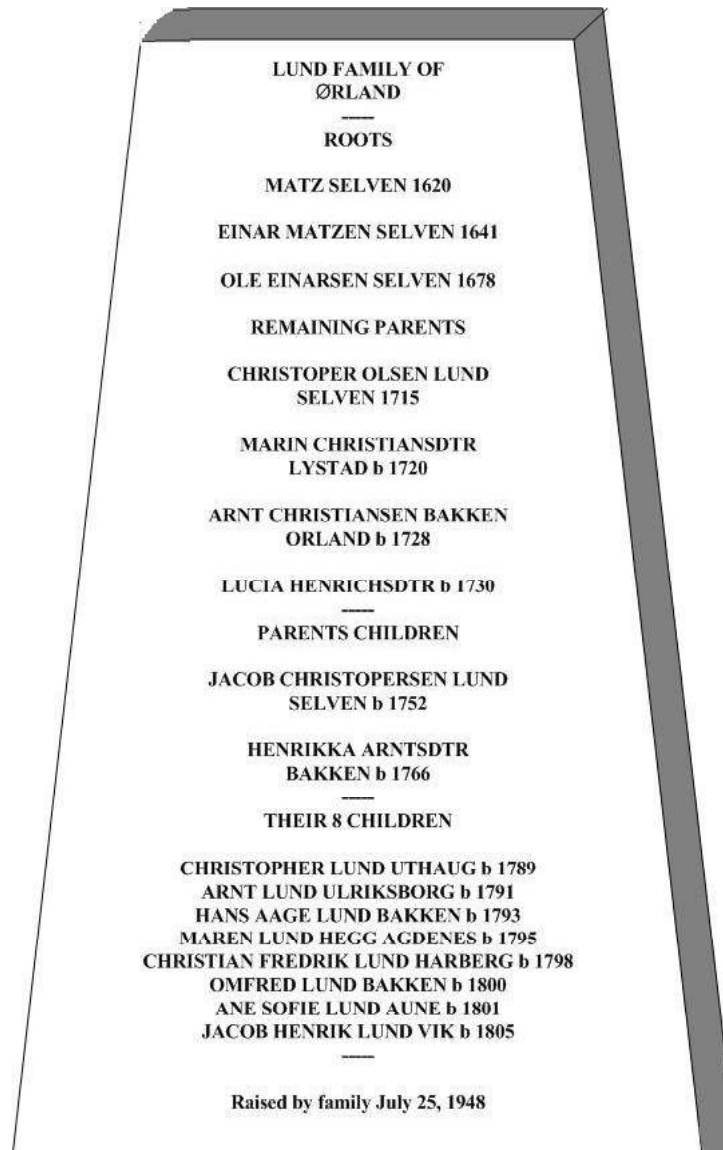 LUND FAMILY OF
ØRLAND
-----
ROOTS
MATZ SELVEN 1620
EINAR MATZEN SELVEN 1641
OLE EINARSEN SELVEN 1678
REMAINING PARENTS
CHRISTOPER OLSEN LUND
SELVEN 1715
MARIN CHRISTIANSDTR
LYSTAD b 1720
ARNT CHRISTIANSEN BAKKEN
ORLAND b 1728
LUCIA HENRICHSDTR b 1730
-----
PARENTS CHILDREN
JACOB CHRISTOPERSEN LUND
SELVEN b 1752
HENRIKKA ARNTSDTR
BAKKEN b 1766
-----
THEIR 8 CHILDREN
CHRISTOPHER LUND UTHAUG b 1789
ARNT LUND ULRIKSBORG b 1791
HANS AAGE LUND BAKKEN b 1793
MAREN LUND HEGG AGDENES b 1795
CHRISTIAN FREDRIK LUND HARBERG b 1798
OMFRED LUND BAKKEN b 1800
ANE SOFIE LUND AUNE b 1801
JACOB HENRIK LUND VIK b 1805
-----
Raised by family July 25, 1948